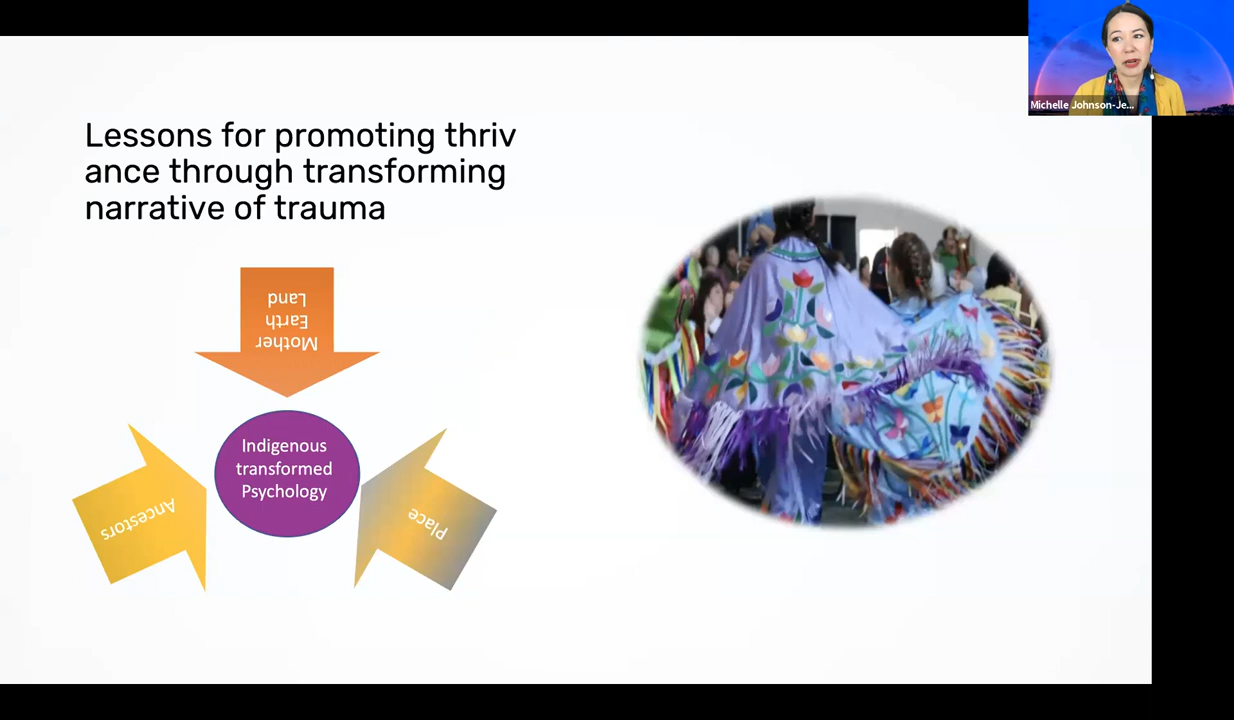 Michelle Johnson-Je...
Lessons for promoting thriv
ance through transforming
narrative of trauma
Mother
Earth
Land
Indigenous
transformed
Psychology
Ancestors
Place